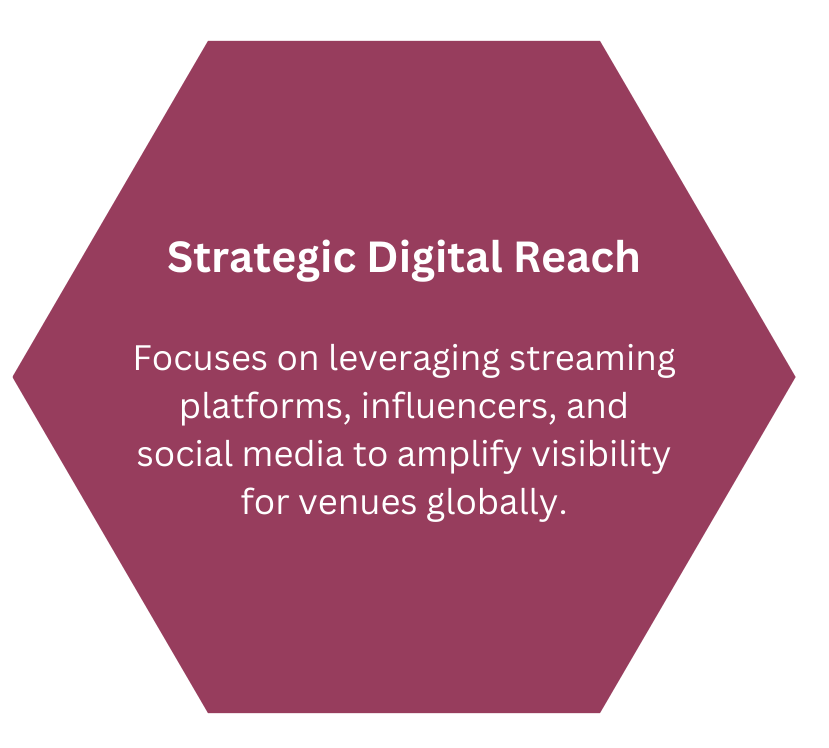 Strategic Digital Reach
Focuses on leveraging streaming
platforms, influencers, and
social media to amplify visibility
for venues globally.